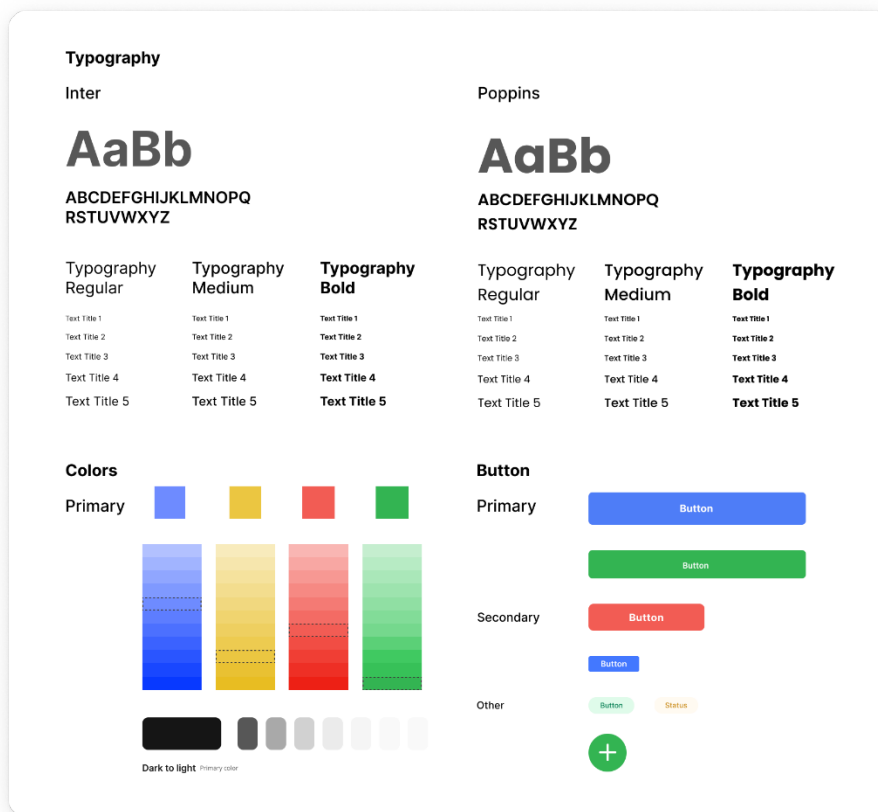 Typography
Inter
AaBb
ABCDEFGHIJKLMNOPQ
RSTUVWXYZ
Typography Regular
Typography Medium
Typography Bold
Text Title 1 Text Title 1 Text Title 1
Text Title 2 Text Title 2 Text Title 2
Text Title 3 Text Title 3 Text Title 3
Text Title 4 Text Title 4 Text Title 4
Text Title 5 Text Title 5 Text Title 5
Poppins
AaBb
ABCDEFGHIJKLMNOPQ
RSTUVWXYZ
Typography Regular
Typography Medium
Typography Bold
Text Title 1 Text Title 1 Text Title 1
Text Title 2 Text Title 2 Text Title 2
Text Title 3 Text Title 3 Text Title 3
Text Title 4 Text Title 4 Text Title 4
Text Title 5 Text Title 5 Text Title 5
Colors
Primary
Dark to light Primary color
Button
Primary
Button
Button
Secondary
Button
Button
Other
Button Status